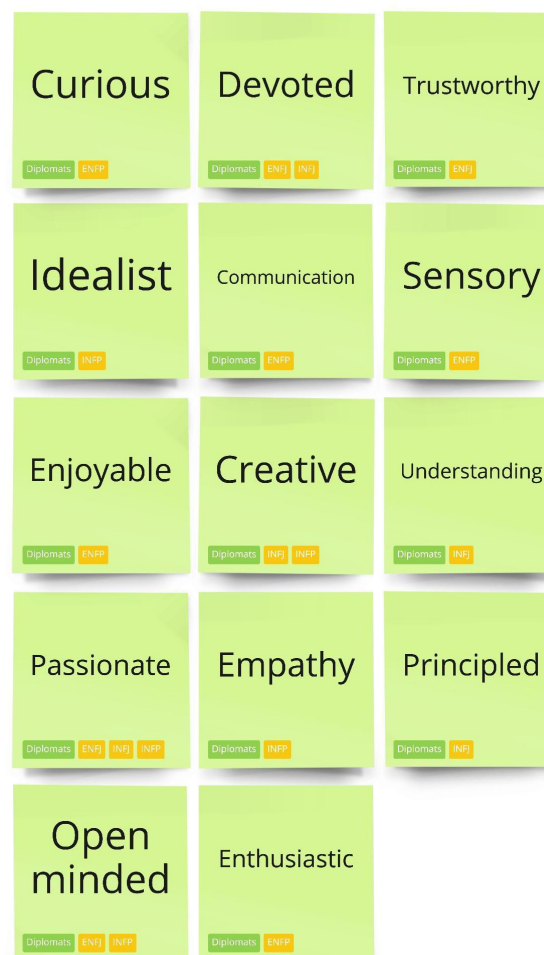 Curious
Diplomats ENFP
Devoted
Diplomats ENFJ INFJ
Trustworthy
Diplomats ENFJ
Idealist
Diplomats INFP
Communication
Diplomats ENFP
Sensory
Diplomats ENFP
Enjoyable
Diplomats ENFP
Creative
Diplomats INFJ INFP
Understanding
Diplomats INFJ
Passionate
Diplomats ENFJ INFJ INFP
Empathy
Diplomats INFP
Principled
Diplomats INFJ
Open
minded
Diplomats ENFJ INFP
Enthusiastic
Diplomats ENFP